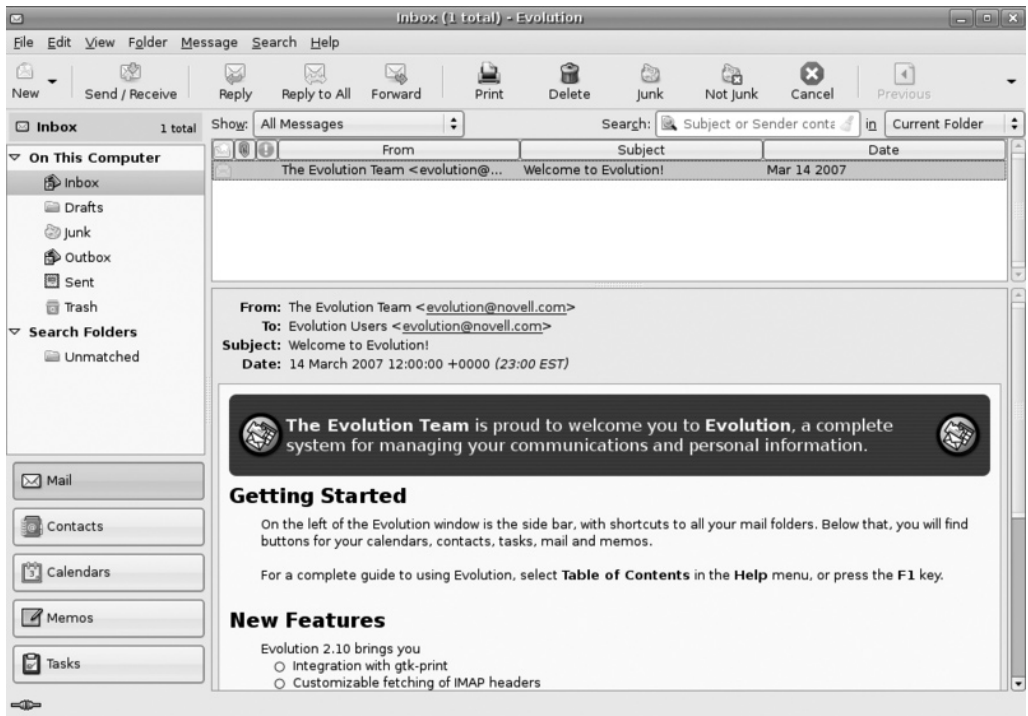 Inbox (1 total) - Evolution
File Edit View Folder Message Search Help
New Send / Receive Reply Reply to All Forward Print Delete Junk Not Junk Cancel Previous
Inbox 1 total
Show: All Messages Search: Subject or Sender conta in Current Folder
On This Computer
Inbox
Drafts
Junk
Outbox
Sent
Trash
Search Folders
Unmatched
Mail
Contacts
Calendars
Memos
Tasks
From Subject Date
The Evolution Team <evolution@... Welcome to Evolution! Mar 14 2007
From: The Evolution Team <evolution@novell.com>
To: Evolution Users <evolution@novell.com>
Subject: Welcome to Evolution!
Date: 14 March 2007 12:00:00 +0000 (23:00 EST)
The Evolution Team is proud to welcome you to Evolution, a complete
system for managing your communications and personal information.
Getting Started
On the left of the Evolution window is the side bar, with shortcuts to all your mail folders. Below that, you will find
buttons for your calendars, contacts, tasks, mail and memos.
For a complete guide to using Evolution, select Table of Contents in the Help menu, or press the F1 key.
New Features
Evolution 2.10 brings you
Integration with gtk-print
Customizable fetching of IMAP headers